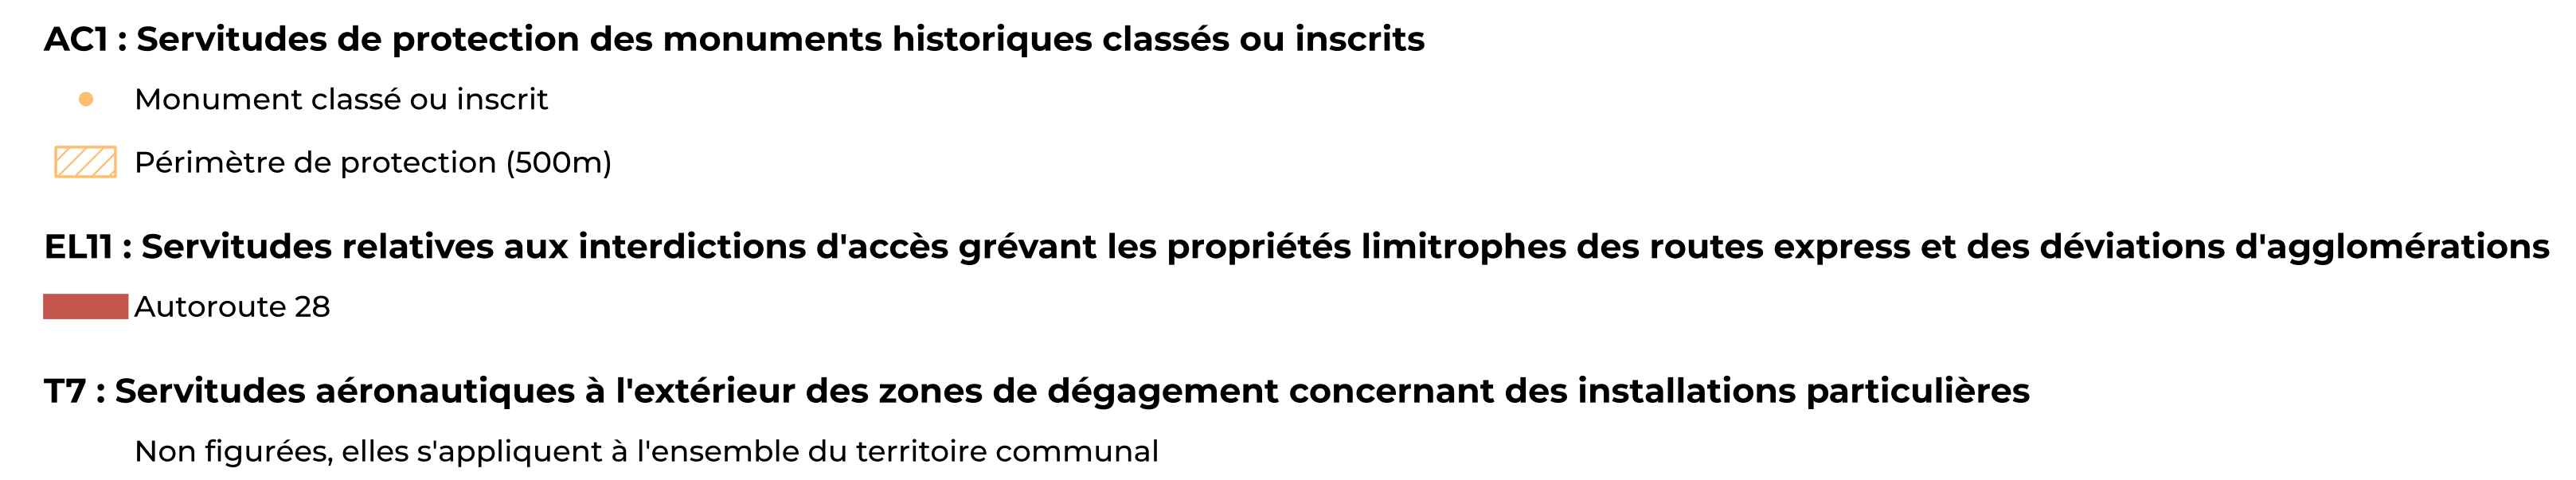 AC1 : Servitudes de protection des monuments historiques classés ou inscrits
Monument classé ou inscrit
Périmètre de protection (500m)
EL11 : Servitudes relatives aux interdictions d'accès grévant les propriétés limitrophes des routes express et des déviations d'agglomérations
Autoroute 28
T7 : Servitudes aéronautiques à l'extérieur des zones de dégagement concernant des installations particulières
Non figurées, elles s'appliquent à l'ensemble du territoire communal